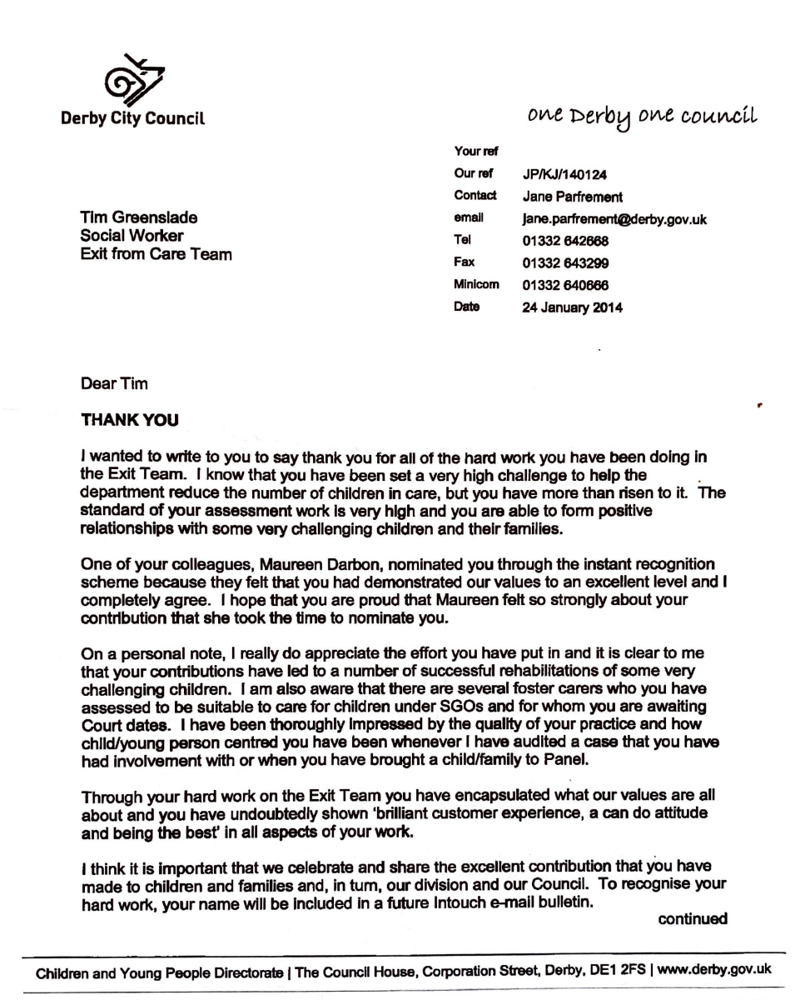 Derby City Council
one Derby one council
Your ref
Our ref JP/KJ/140124
Contact Jane Parfrement
email jane.parfrement@derby.gov.uk
Tel 01332 642668
Fax 01332 643299
Minicom 01332 640666
Date 24 January 2014
Tim Greenslade
Social Worker
Exit from Care Team
Dear Tim
THANK YOU
I wanted to write to you to say thank you for all of the hard work you have been doing in
the Exit Team. I know that you have been set a very high challenge to help the
department reduce the number of children in care, but you have more than risen to it. The
standard of your assessment work is very high and you are able to form positive
relationships with some very challenging children and their families.
One of your colleagues, Maureen Darbon, nominated you through the instant recognition
scheme because they felt that you had demonstrated our values to an excellent level and I
completely agree. I hope that you are proud that Maureen felt so strongly about your
contribution that she took the time to nominate you.
On a personal note, I really do appreciate the effort you have put in and it is clear to me
that your contributions have led to a number of successful rehabilitations of some very
challenging children. I am also aware that there are several foster carers who you have
assessed to be suitable to care for children under SGOs and for whom you are awaiting
Court dates. I have been thoroughly impressed by the quality of your practice and how
child/young person centred you have been whenever I have audited a case that you have
had involvement with or when you have brought a child/family to Panel.
Through your hard work on the Exit Team you have encapsulated what our values are all
about and you have undoubtedly shown 'brilliant customer experience, a can do attitude
and being the best' in all aspects of your work.
I think it is important that we celebrate and share the excellent contribution that you have
made to children and families and, in turn, our division and our Council. To recognise your
hard work, your name will be included in a future Intouch e-mail bulletin.
continued
Children and Young People Directorate | The Council House, Corporation Street, Derby, DE1 2FS | www.derby.gov.uk